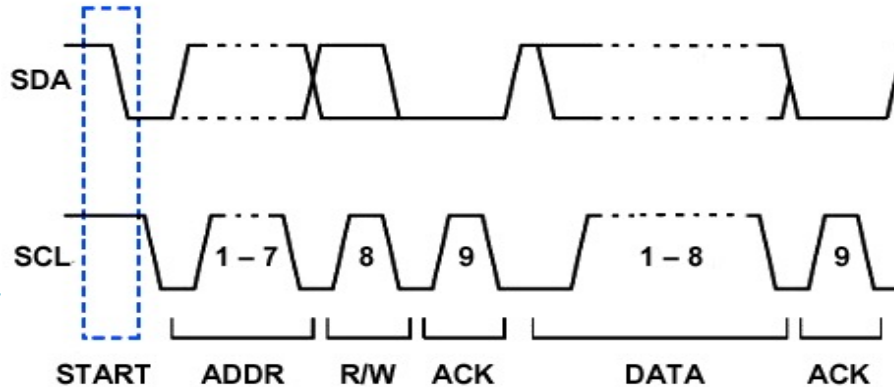 SDA
SCL 1 – 7 8 9 1 – 8 9
START ADDR R/W ACK DATA ACK